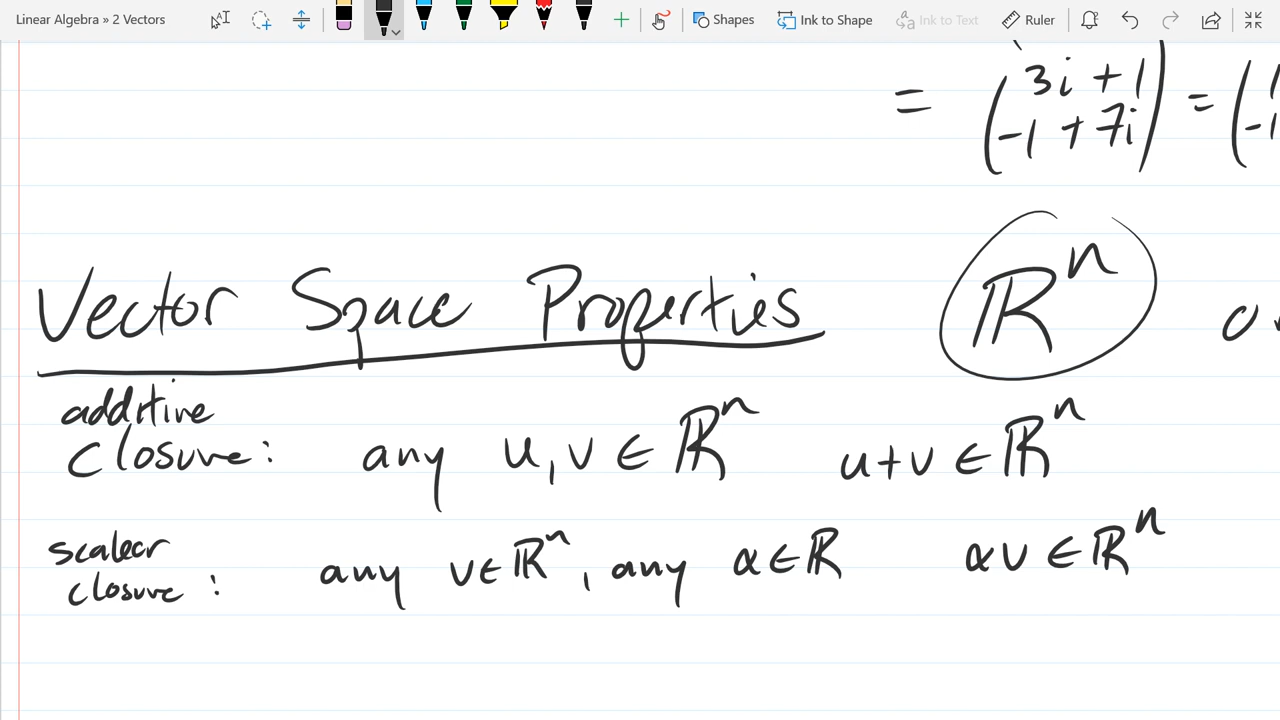 Linear Algebra » 2 Vectors
Shapes Ink to Shape Ink to Text Ruler
= (3i + 1
-1 + 7i) =
Vector Space Properties ℝⁿ
additive
closure: any u, v ∈ ℝⁿ u+v ∈ ℝⁿ
scalar
closure: any v ∈ ℝⁿ, any α ∈ ℝ αv ∈ ℝⁿ